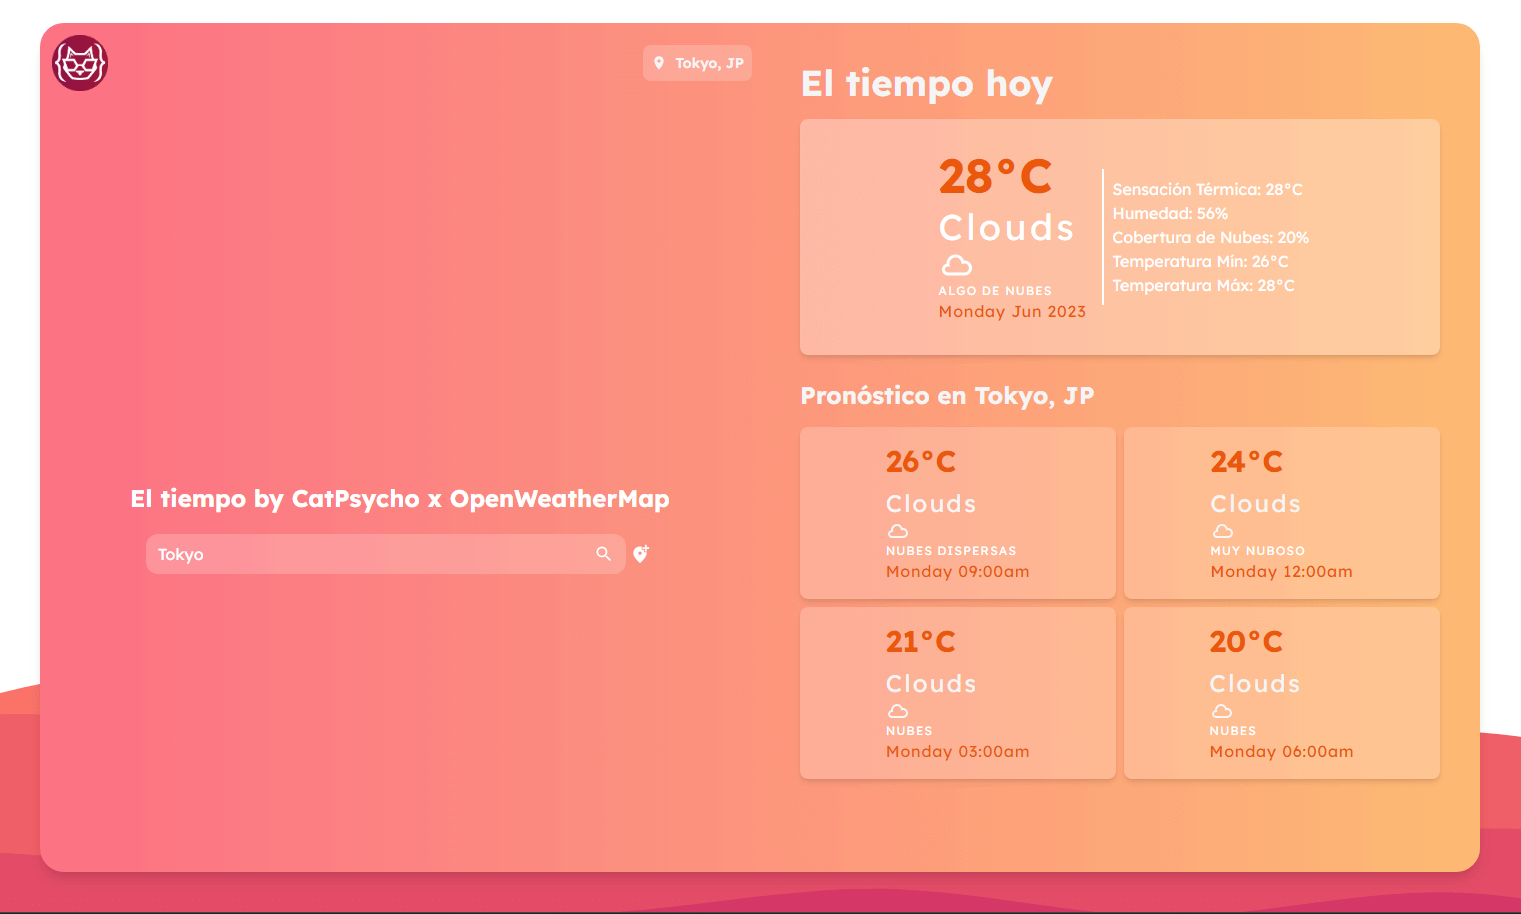 Tokyo, JP
El tiempo by CatPsycho x OpenWeatherMap
Tokyo
El tiempo hoy
28°C
Clouds
ALGO DE NUBES
Monday Jun 2023
Sensación Térmica: 28°C
Humedad: 56%
Cobertura de Nubes: 20%
Temperatura Mín: 26°C
Temperatura Máx: 28°C
Pronóstico en Tokyo, JP
26°C
Clouds
NUBES DISPERSAS
Monday 09:00am
24°C
Clouds
MUY NUBOSO
Monday 12:00am
21°C
Clouds
NUBES
Monday 03:00am
20°C
Clouds
NUBES
Monday 06:00am